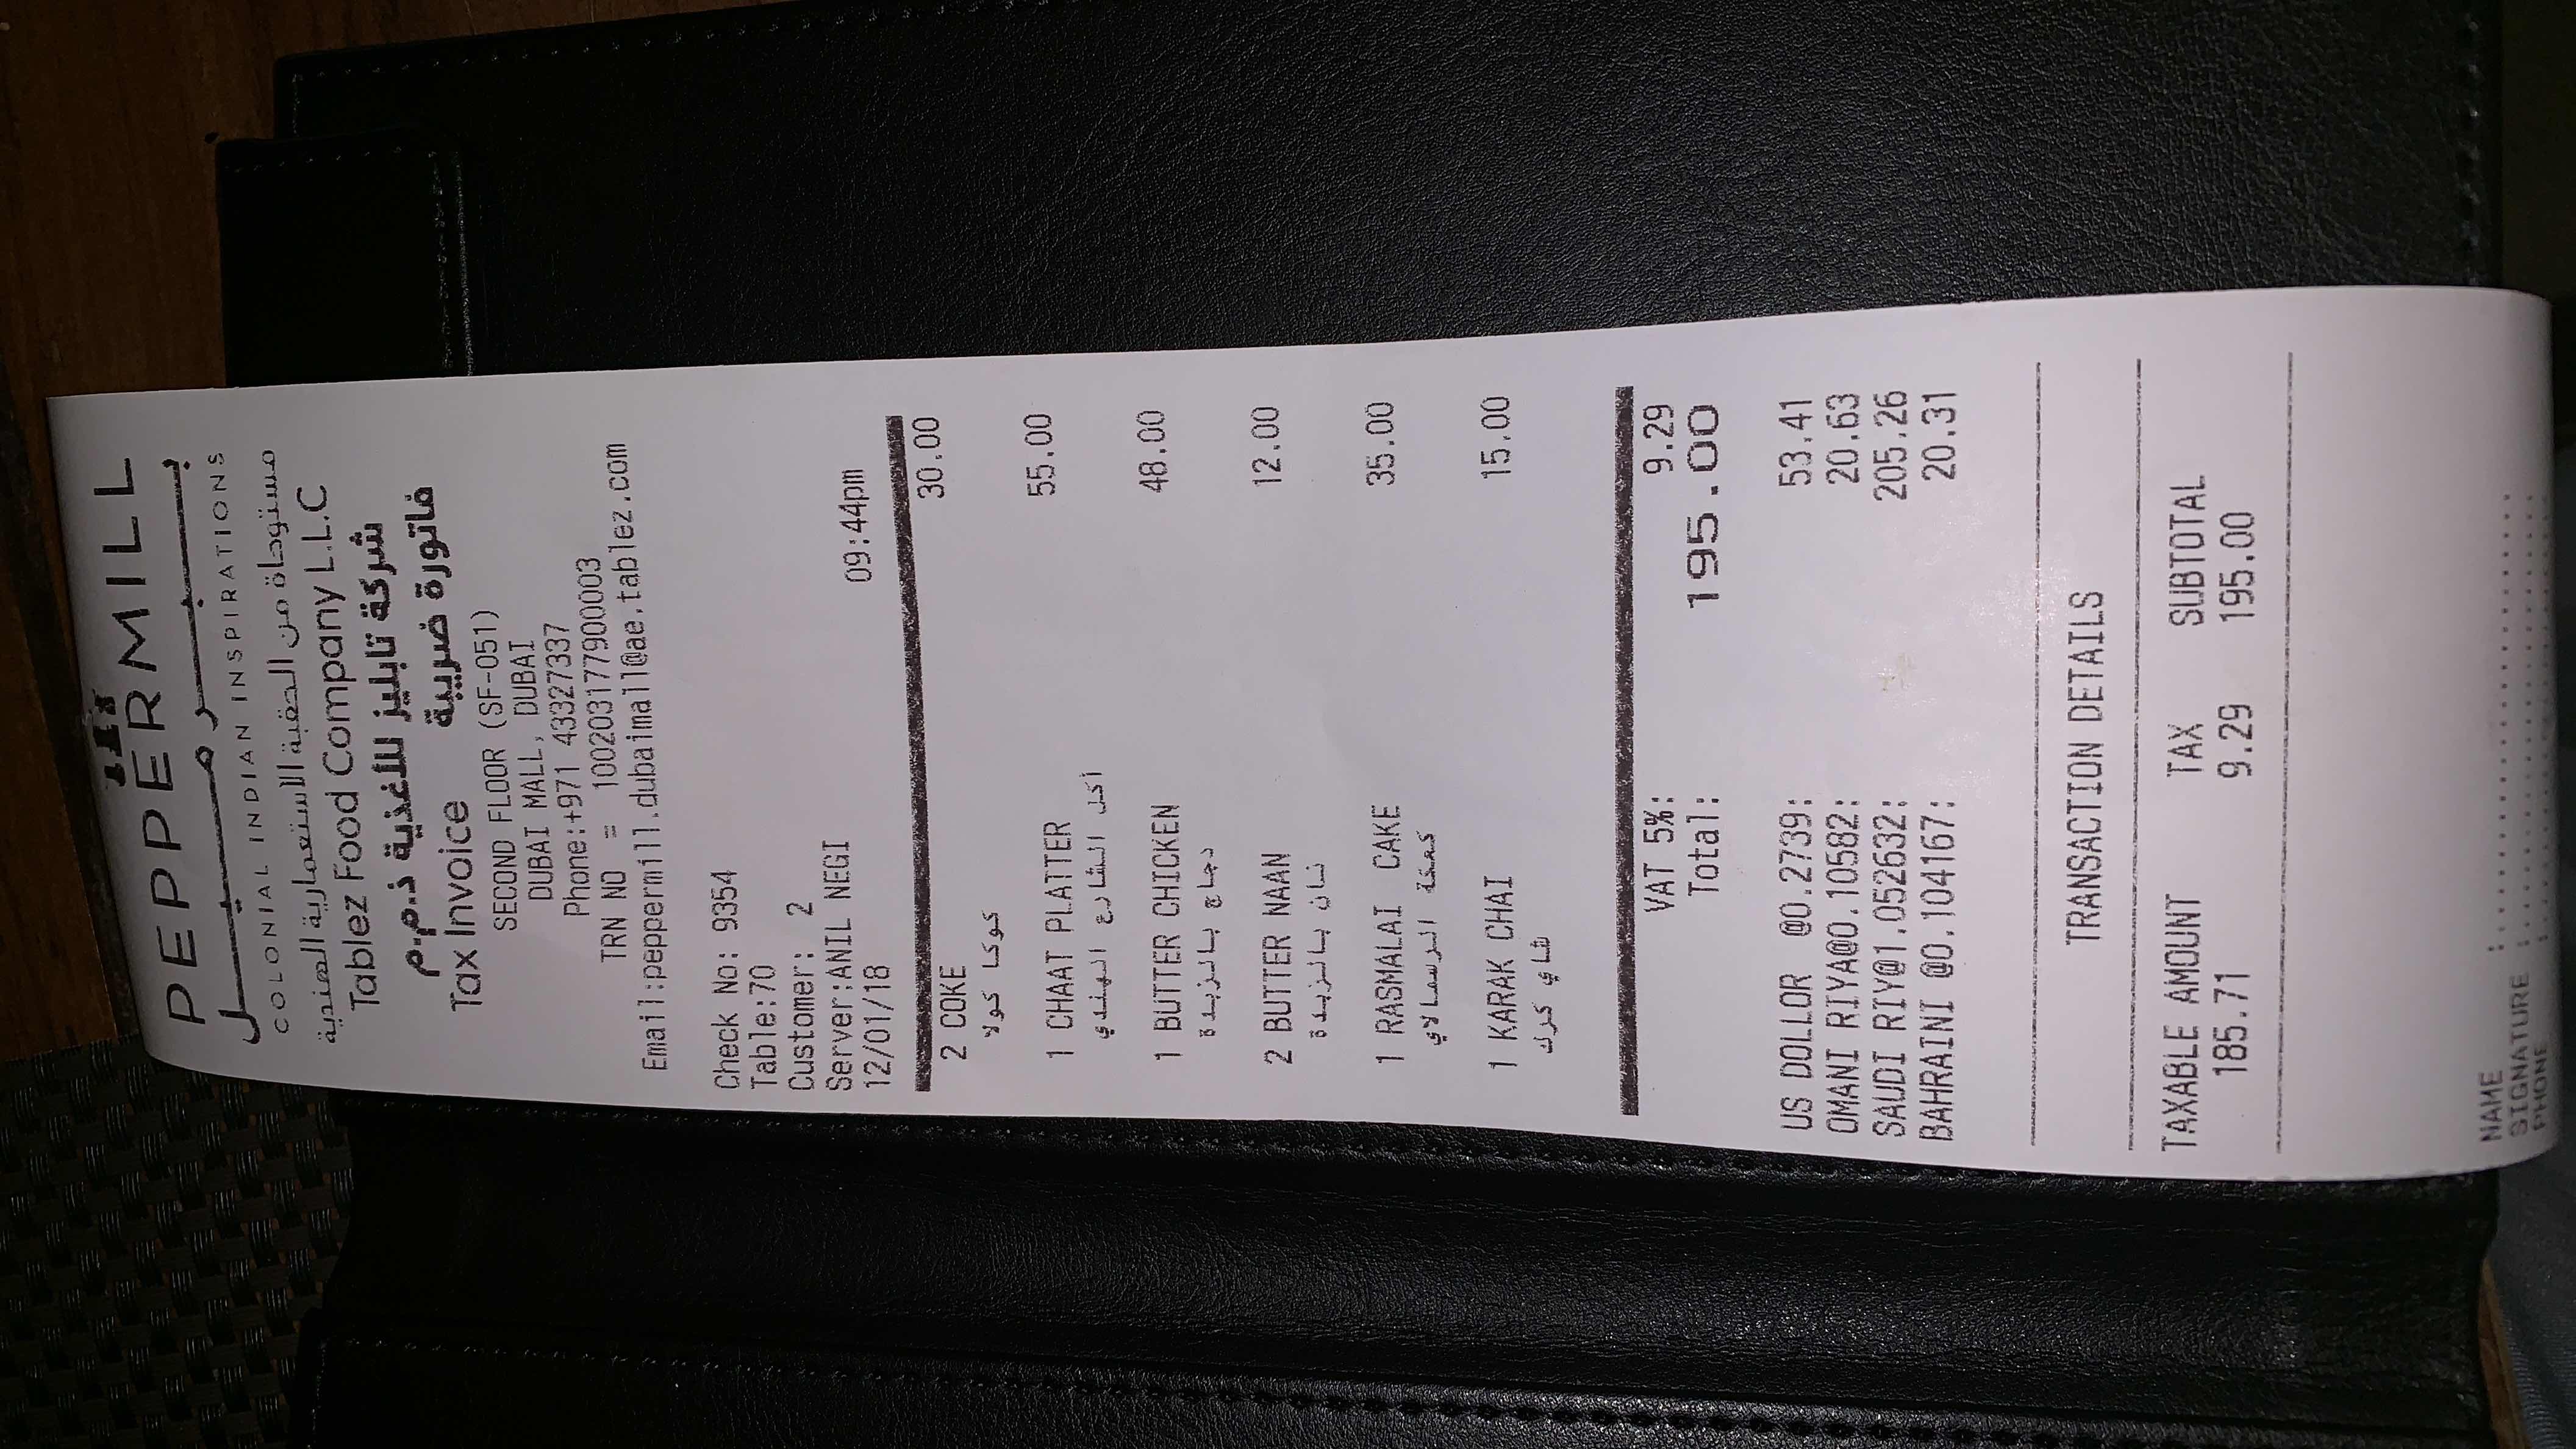 PEPPERMILL
بـبـرمـيـل
COLONIAL INDIAN INSPIRATIONS
مستوحاة من الحقبة الاستعمارية الهندية
Tablez Food Company L.L.C
شركة تابليز للأغذية ذ.م.م
Tax Invoice فاتورة ضريبة
SECOND FLOOR (SF-051)
DUBAI MALL, DUBAI
Phone:+971 43327337
TRN NO = 100203177900003
Email:peppermill.dubaimall@ae.tablez.com
Check No: 9354
Table:70
Customer: 2
Server:ANIL NEGI
12/01/18 09:44pm
2 COKE 30.00
كوكا كولا
1 CHAAT PLATTER 55.00
أكل الشارع الهندي
1 BUTTER CHICKEN 48.00
دجاج بالزبدة
2 BUTTER NAAN 12.00
نان بالزبدة
1 RASMALAI CAKE 35.00
كعكة الرسمالاي
1 KARAK CHAI 15.00
شاي كرك
VAT 5%: 9.29
Total: 195.00
US DOLLOR @0.2739: 53.41
OMANI RIYA@0.10582: 20.63
SAUDI RIY@1.052632: 205.26
BAHRAINI @0.104167: 20.31
TRANSACTION DETAILS
TAXABLE AMOUNT TAX SUBTOTAL
185.71 9.29 195.00
NAME :..............................
SIGNATURE :..............................
PHONE :..............................